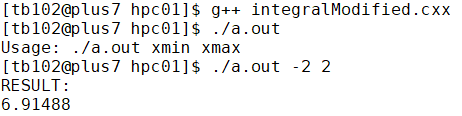 [tb102@plus7 hpc01]$ g++ integralModified.cxx
[tb102@plus7 hpc01]$ ./a.out
Usage: ./a.out xmin xmax
[tb102@plus7 hpc01]$ ./a.out -2 2
RESULT:
6.91488